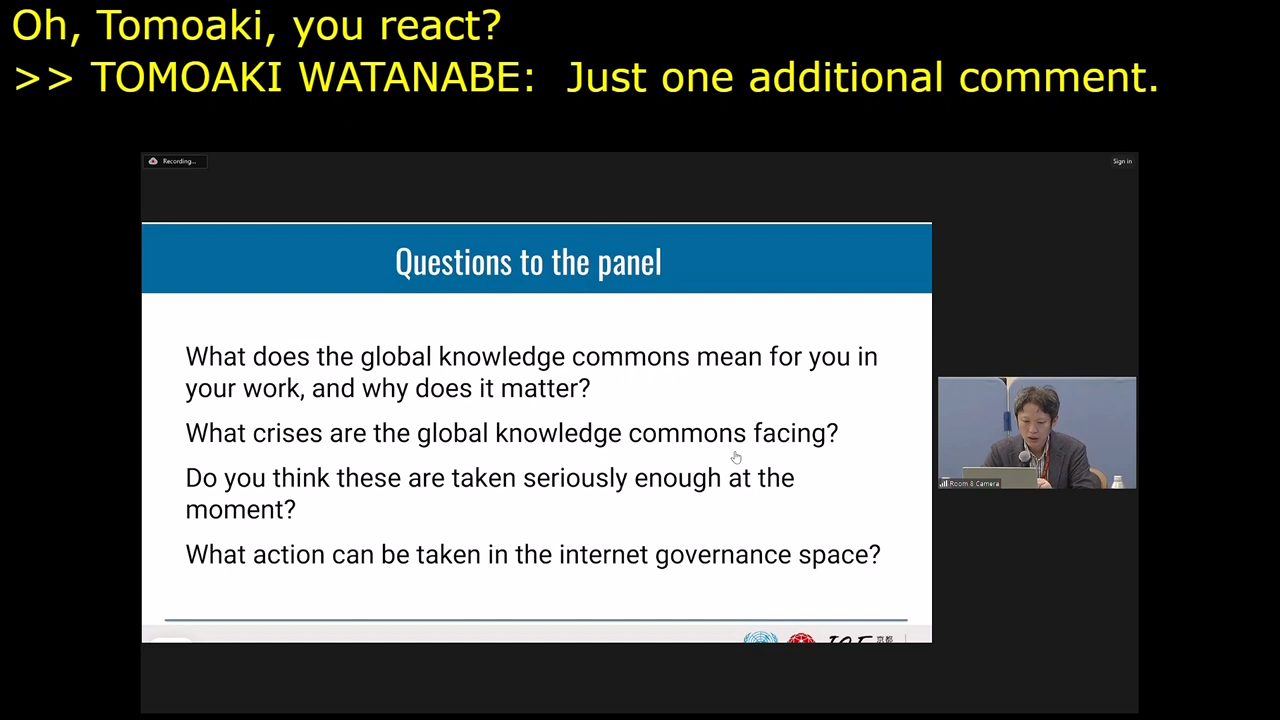 Oh, Tomoaki, you react?
>> TOMOAKI WATANABE:  Just one additional comment.
Recording...
Sign in
Questions to the panel
What does the global knowledge commons mean for you in
your work, and why does it matter?
What crises are the global knowledge commons facing?
Do you think these are taken seriously enough at the
moment?
What action can be taken in the internet governance space?
Room 8 Camera
IGF
京都